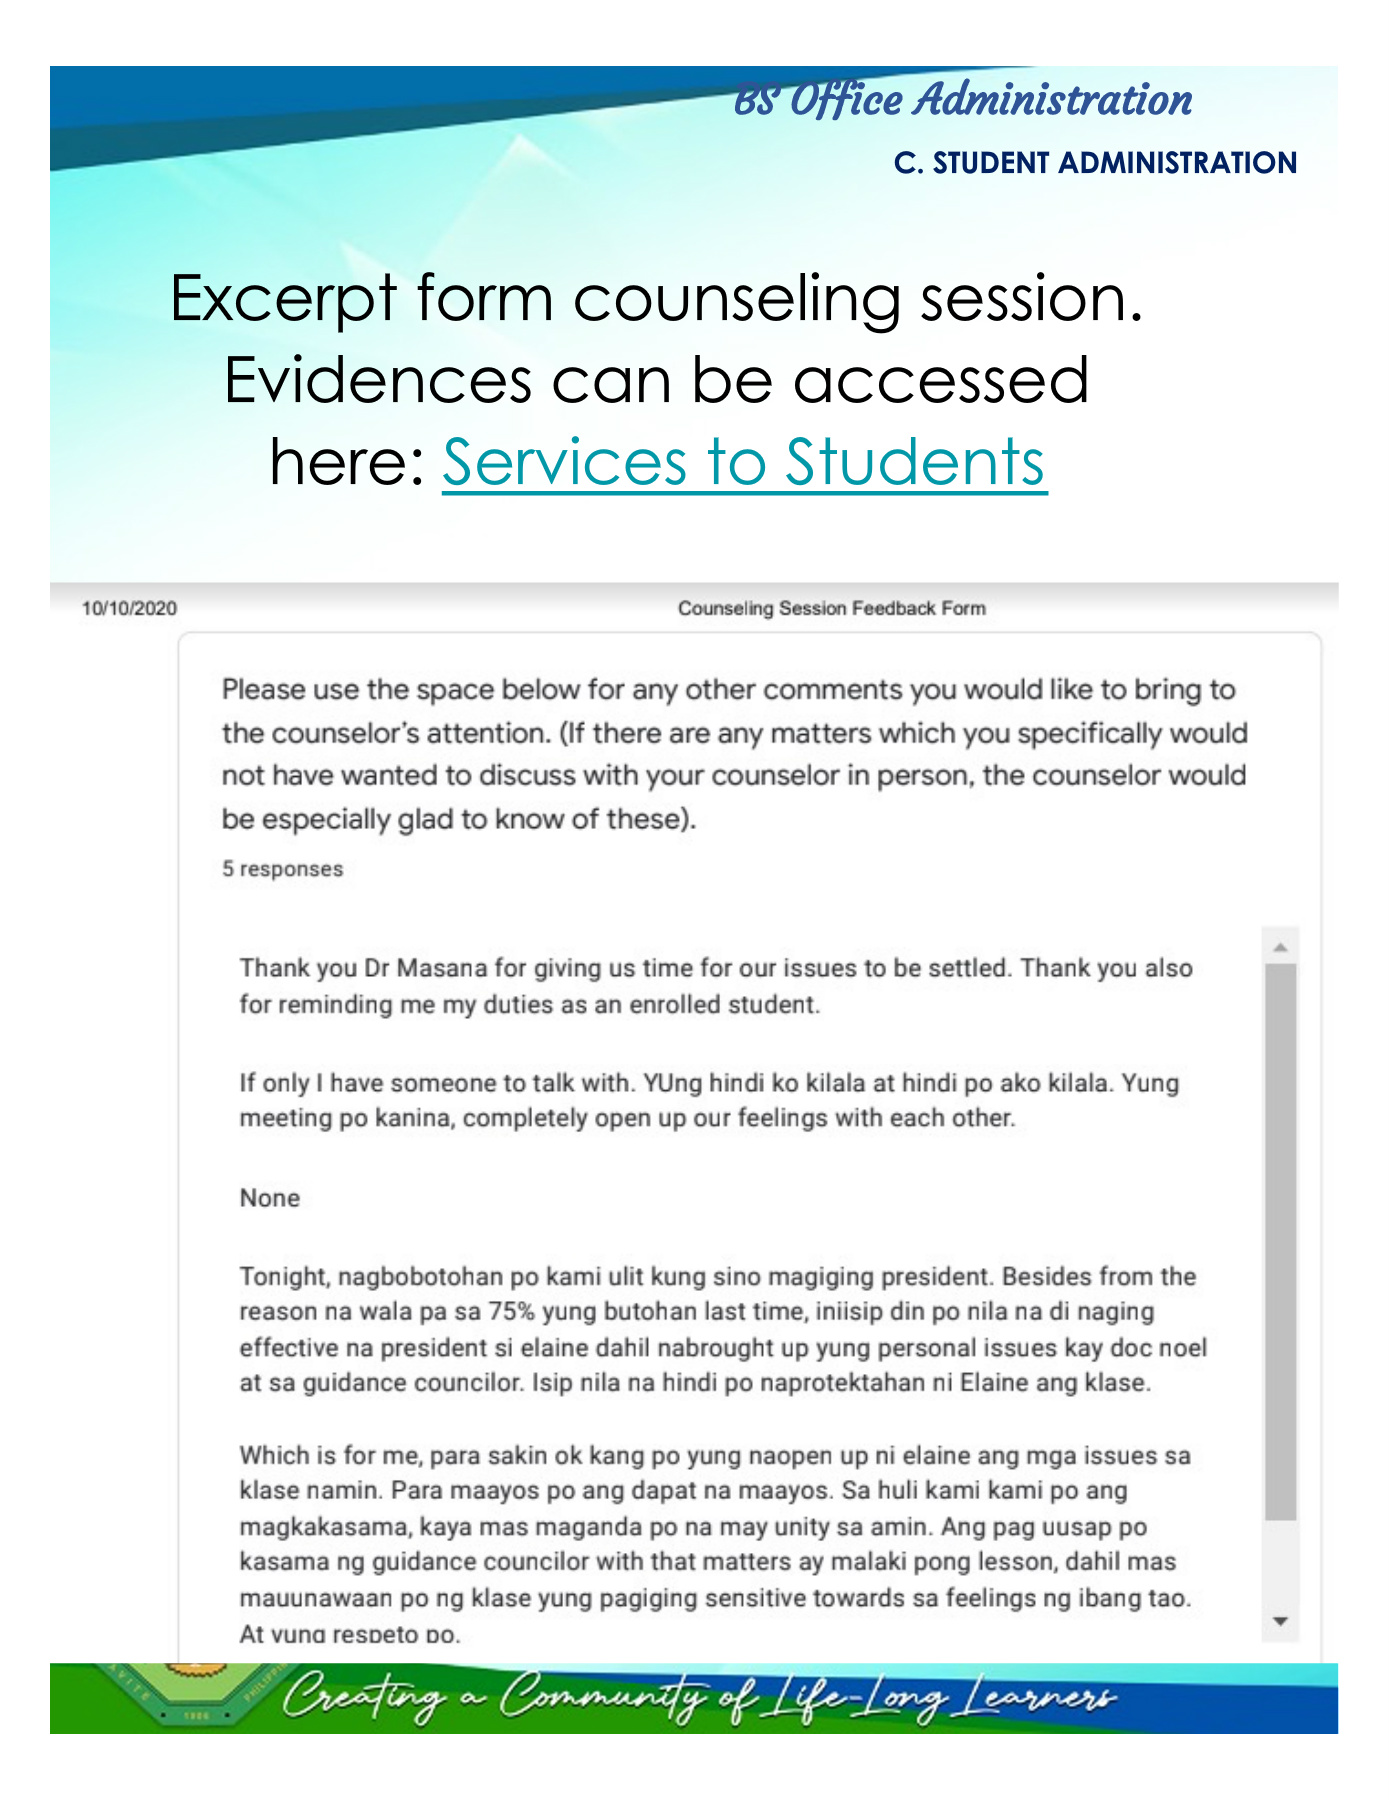 BS Office Administration
C. STUDENT ADMINISTRATION
Excerpt form counseling session.
Evidences can be accessed
here: Services to Students
10/10/2020
Counseling Session Feedback Form
Please use the space below for any other comments you would like to bring to
the counselor’s attention. (If there are any matters which you specifically would
not have wanted to discuss with your counselor in person, the counselor would
be especially glad to know of these).
5 responses
Thank you Dr Masana for giving us time for our issues to be settled. Thank you also
for reminding me my duties as an enrolled student.
If only I have someone to talk with. YUng hindi ko kilala at hindi po ako kilala. Yung
meeting po kanina, completely open up our feelings with each other.
None
Tonight, nagbobotohan po kami ulit kung sino magiging president. Besides from the
reason na wala pa sa 75% yung butohan last time, iniisip din po nila na di naging
effective na president si elaine dahil nabrought up yung personal issues kay doc noel
at sa guidance councilor. Isip nila na hindi po naprotektahan ni Elaine ang klase.
Which is for me, para sakin ok kang po yung naopen up ni elaine ang mga issues sa
klase namin. Para maayos po ang dapat na maayos. Sa huli kami kami po ang
magkakasama, kaya mas maganda po na may unity sa amin. Ang pag uusap po
kasama ng guidance councilor with that matters ay malaki pong lesson, dahil mas
mauunawaan po ng klase yung pagiging sensitive towards sa feelings ng ibang tao.
At yung respeto po.
AVITE
PHILIPPIN
1906
Creating a Community of Life-Long Learners